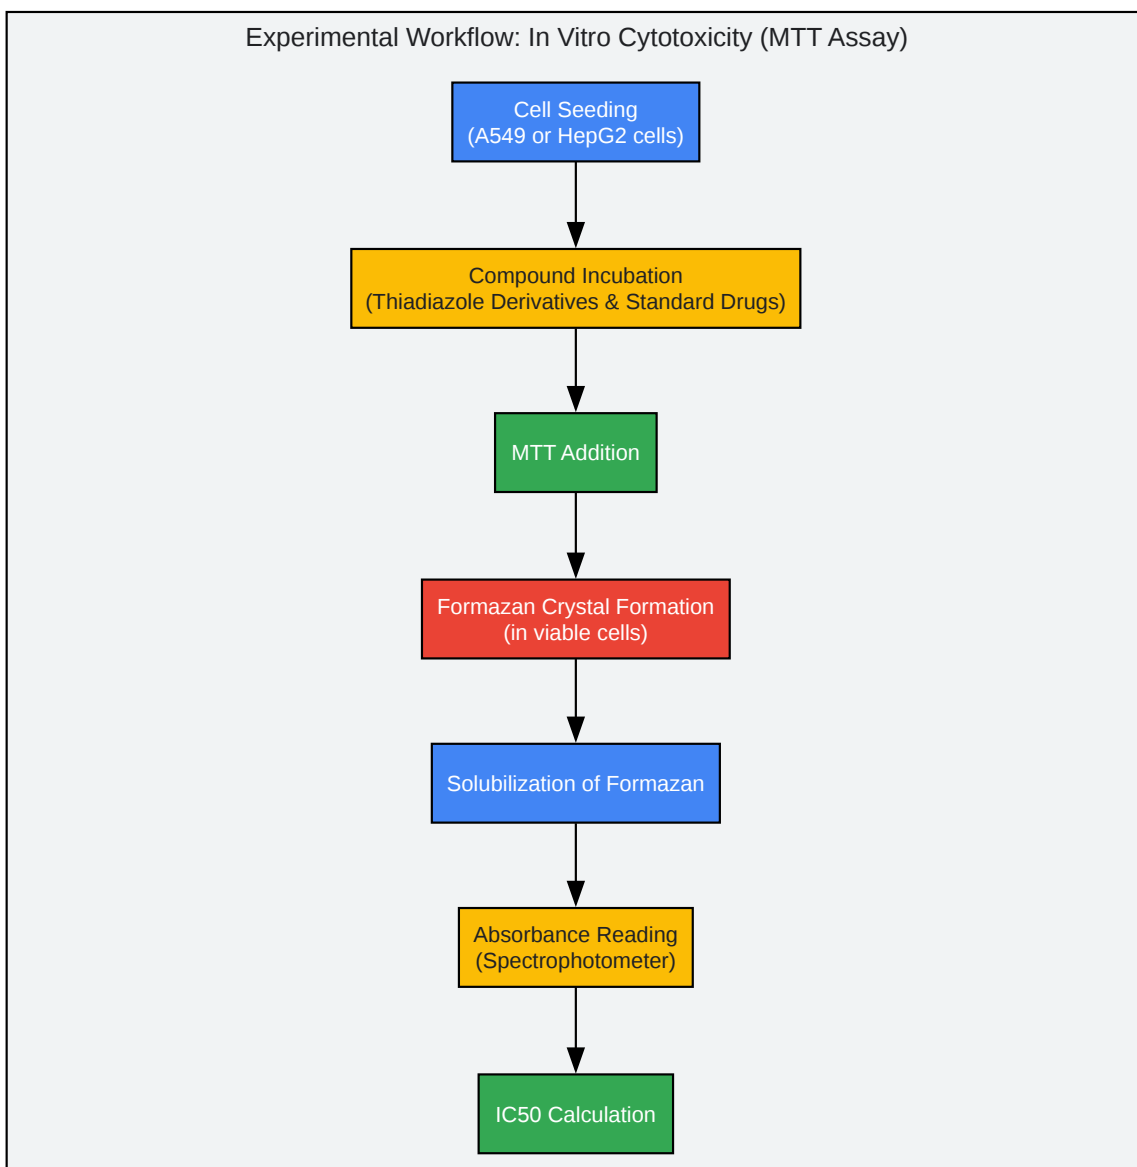 Experimental Workflow: In Vitro Cytotoxicity (MTT Assay)
Cell Seeding
(A549 or HepG2 cells)
Compound Incubation
(Thiadiazole Derivatives & Standard Drugs)
MTT Addition
Formazan Crystal Formation
(in viable cells)
Solubilization of Formazan
Absorbance Reading
(Spectrophotometer)
IC50 Calculation